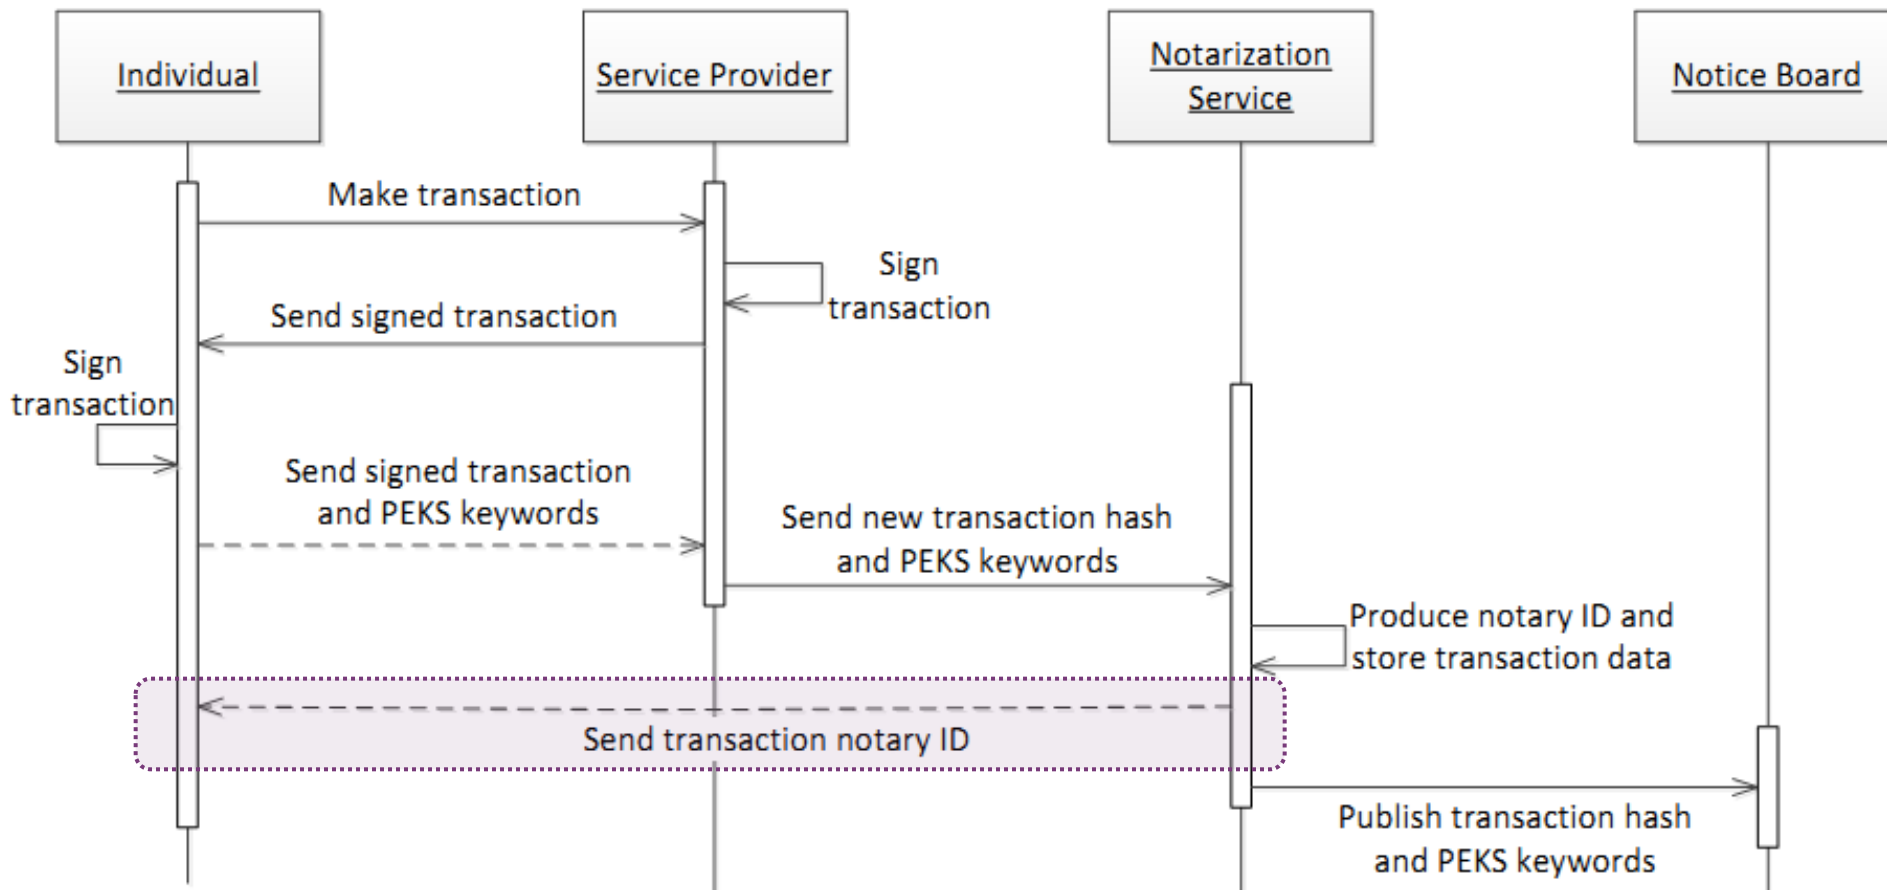 Individual
Service Provider
Notarization
Service
Notice Board
Make transaction
Sign
transaction
Send signed transaction
Sign
transaction
Send signed transaction
and PEKS keywords
Send new transaction hash
and PEKS keywords
Produce notary ID and
store transaction data
Send transaction notary ID
Publish transaction hash
and PEKS keywords